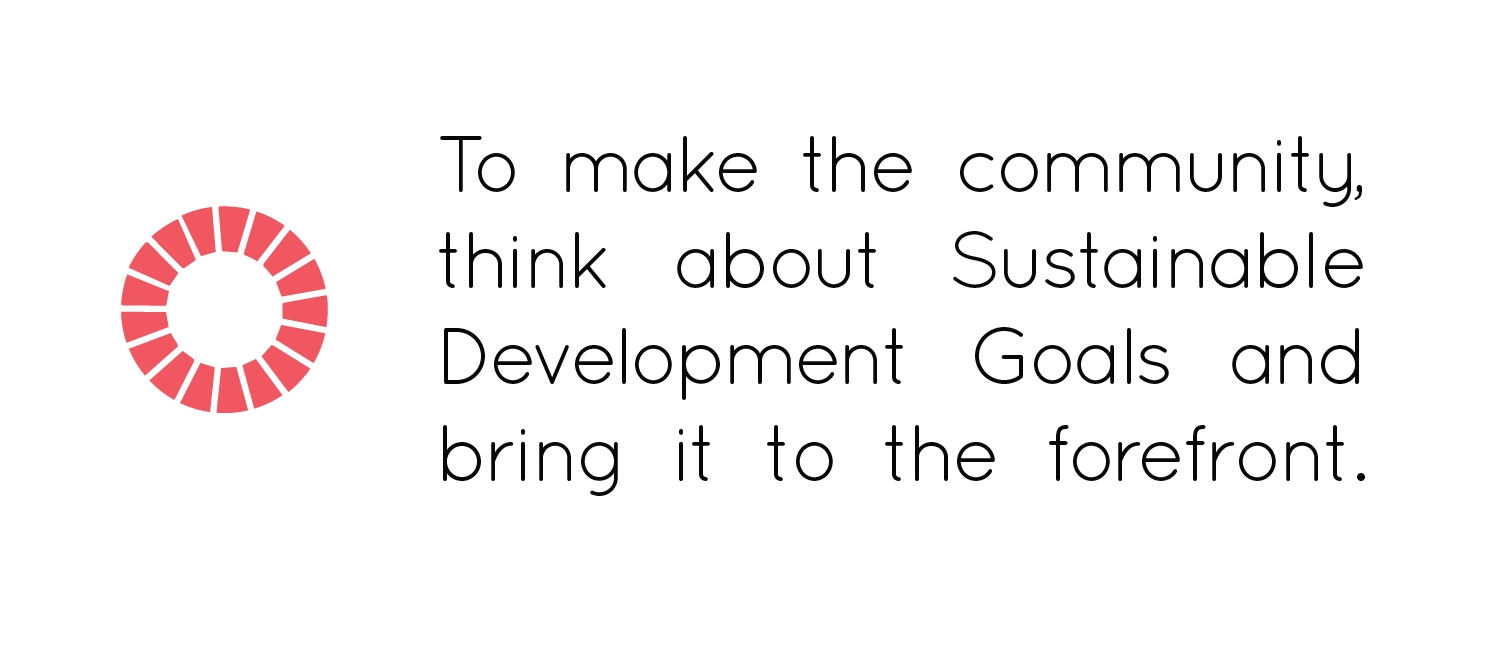 To make the community,
think about Sustainable
Development Goals and
bring it to the forefront.